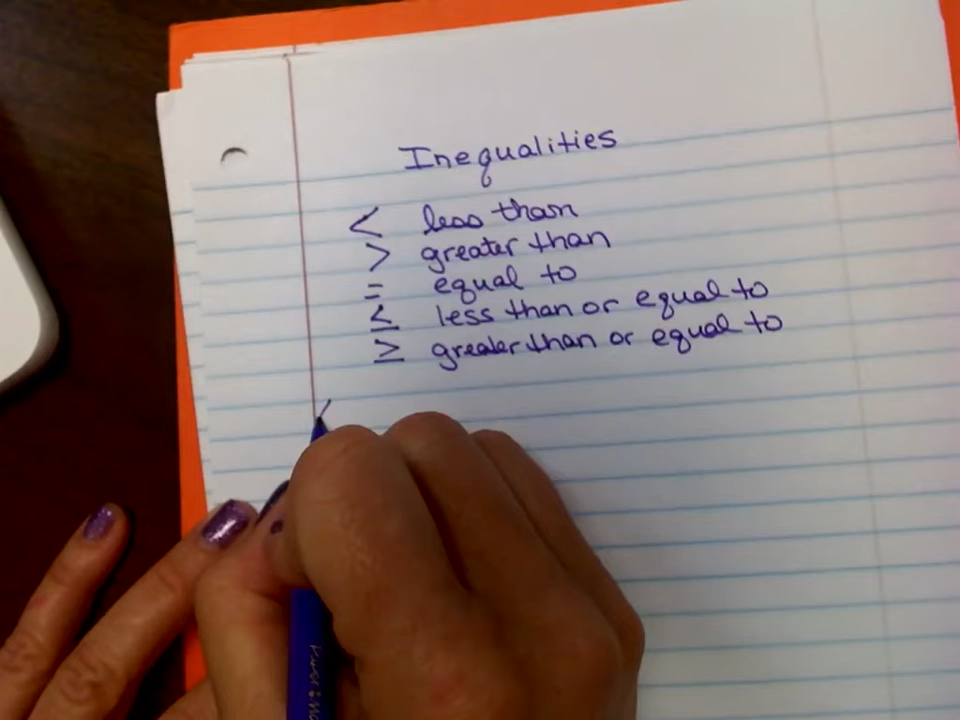 Inequalities
< less than
> greater than
= equal to
≤ less than or equal to
≥ greater than or equal to